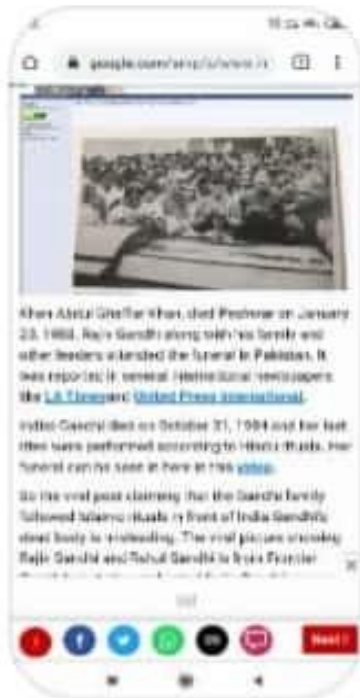 google.com/amp/s/www.
Khan Abdul Ghaffar Khan, died Peshwar on January
20, 1988. Rajiv Gandhi along with his family and
other leaders attended the funeral in Pakistan. It
was reported in several international newspapers
like LA Times and United Press International.
Indira Gandhi died on October 31, 1984 and her last
rites were performed according to Hindu rituals. Her
funeral can be seen in here in this video.
So the viral post claiming that the Gandhi family
followed Islamic rituals in front of India Gandhi's
dead body is misleading. The viral picture showing
Rajiv Gandhi and Rahul Gandhi is from Frontier
Next